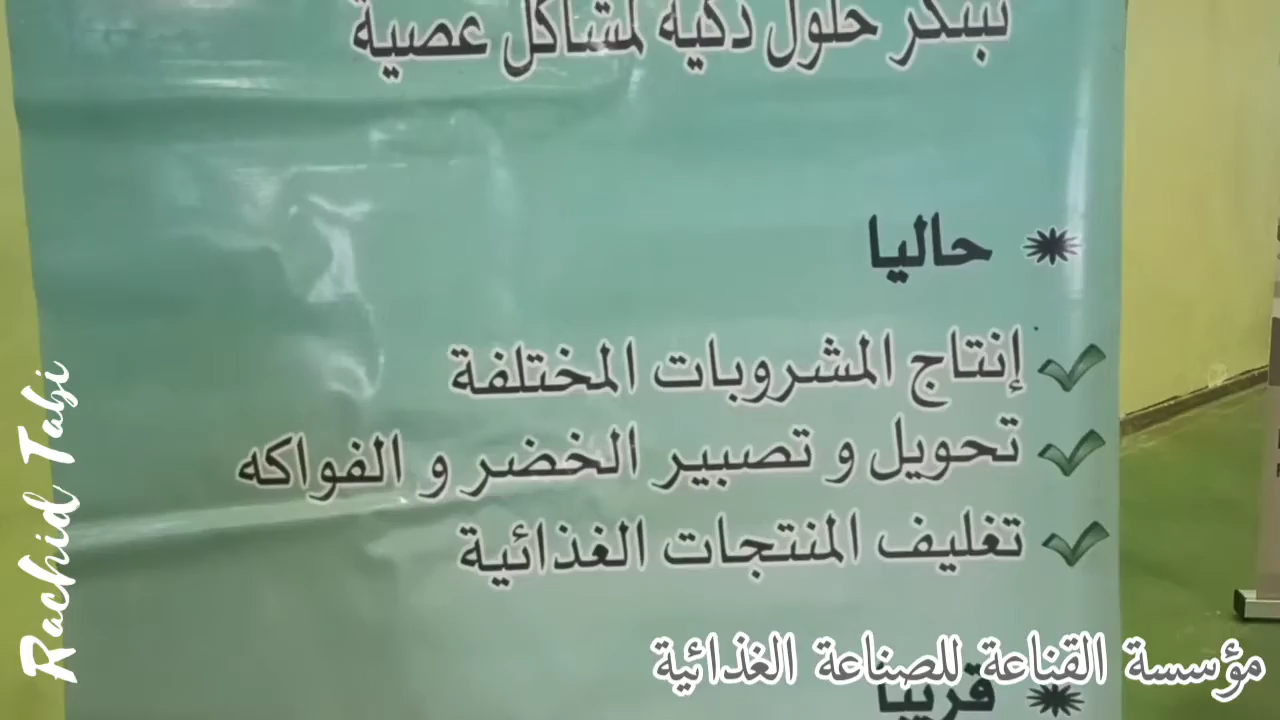 نبتكر حلول ذكية لمشاكل عصية
حاليا
إنتاج المشروبات المختلفة
تحويل و تصبير الخضر و الفواكه
تغليف المنتجات الغذائية
قريبا
مؤسسة القناعة للصناعة الغذائية
Rachid Tabi